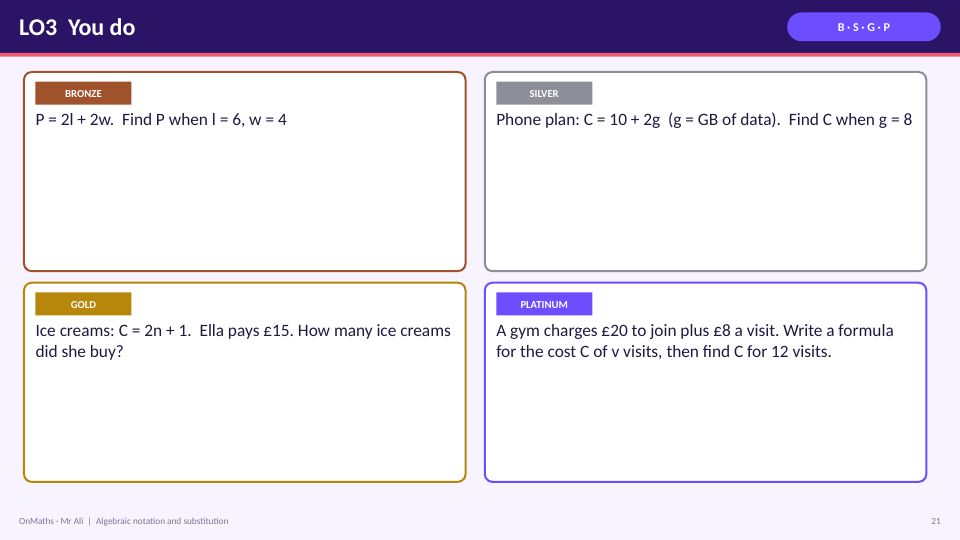 LO3  You do
B · S · G · P
BRONZE
P = 2l + 2w.  Find P when l = 6, w = 4
SILVER
Phone plan: C = 10 + 2g  (g = GB of data).  Find C when g = 8
GOLD
Ice creams: C = 2n + 1.  Ella pays £15. How many ice creams
did she buy?
PLATINUM
A gym charges £20 to join plus £8 a visit. Write a formula
for the cost C of v visits, then find C for 12 visits.
OnMaths · Mr Ali  |  Algebraic notation and substitution
21